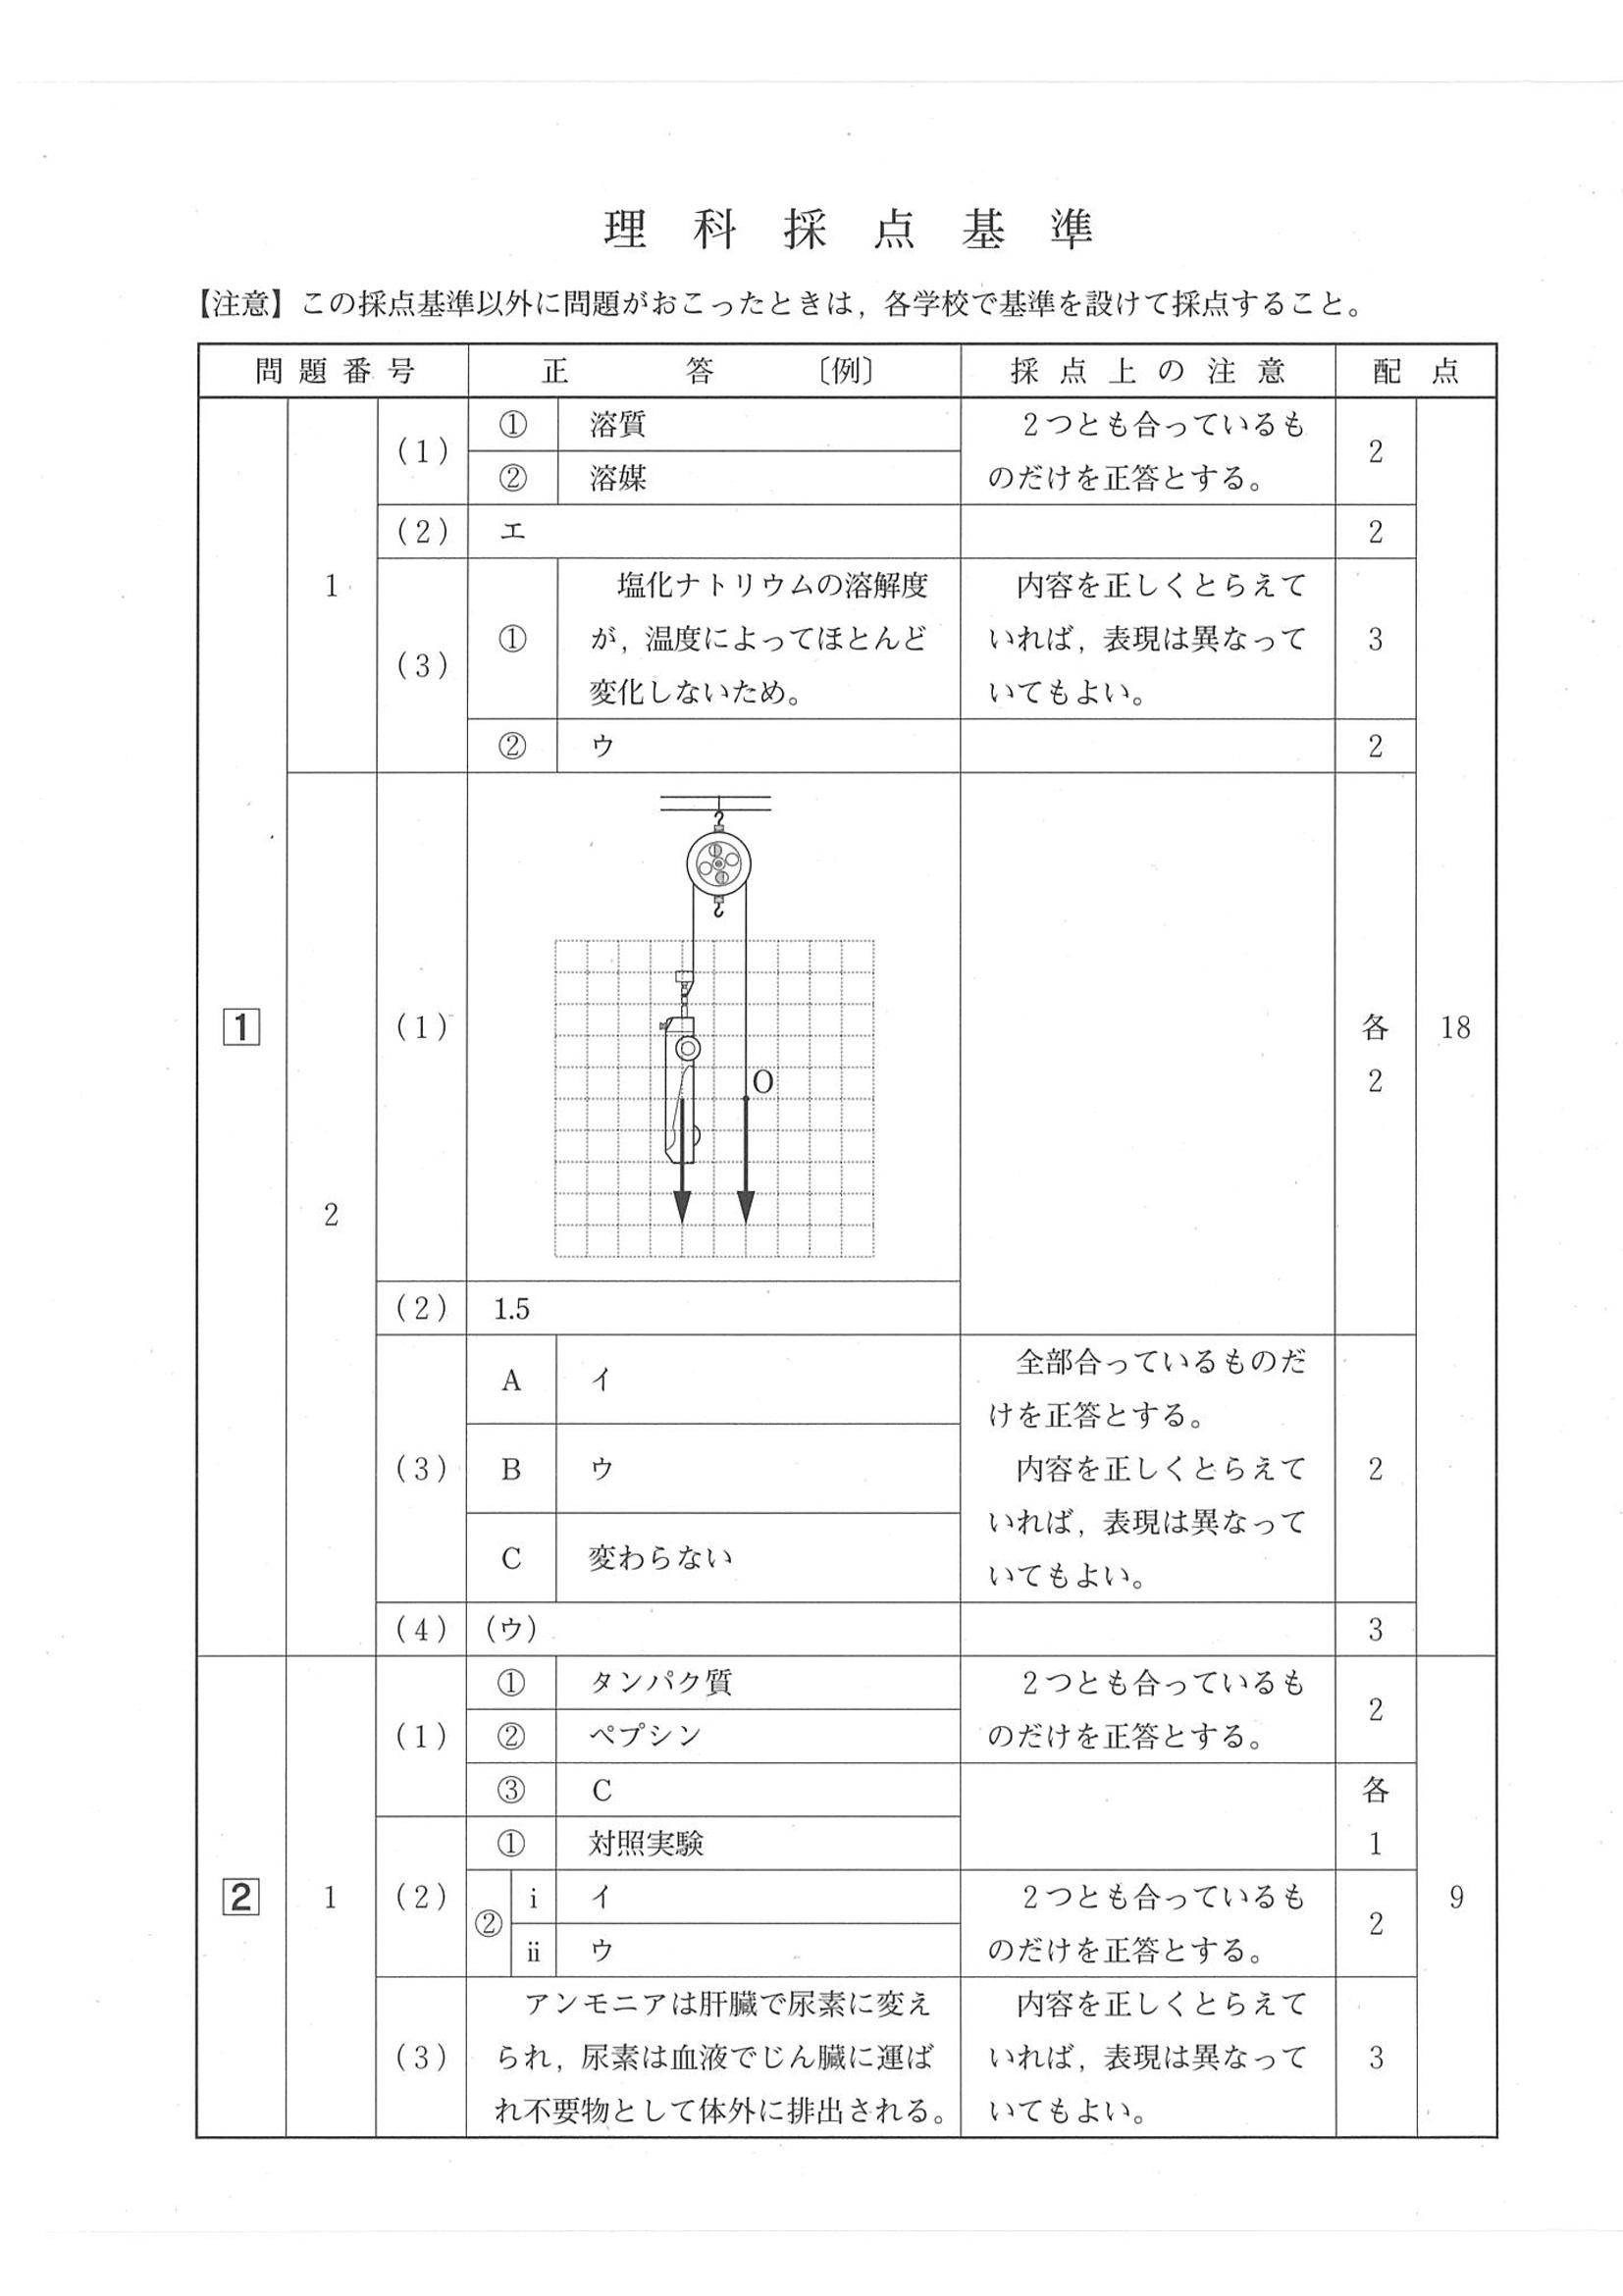 理科採点基準
【注意】この採点基準以外に問題がおこったときは，各学校で基準を設けて採点すること。
問題番号 正答〔例〕 採点上の注意 配点
1
1
(1)
① 溶質
② 溶媒
2つとも合っているも
のだけを正答とする。
2
(2) エ 2
(3)
①
塩化ナトリウムの溶解度
が，温度によってほとんど
変化しないため。
内容を正しくとらえて
いれば，表現は異なって
いてもよい。
3
② ウ 2
2
(1)
O
各
2
18
(2) 1.5
(3)
A イ
B ウ
C 変わらない
全部合っているものだ
けを正答とする。
内容を正しくとらえて
いれば，表現は異なって
いてもよい。
2
(4) (ウ) 3
2
1
(1)
① タンパク質
② ペプシン
2つとも合っているも
のだけを正答とする。
2
③ C
各
1
(2)
① 対照実験
②
i イ
ii ウ
2つとも合っているも
のだけを正答とする。
2
9
(3)
アンモニアは肝臓で尿素に変え
られ，尿素は血液でじん臓に運ば
れ不要物として体外に排出される。
内容を正しくとらえて
いれば，表現は異なって
いてもよい。
3